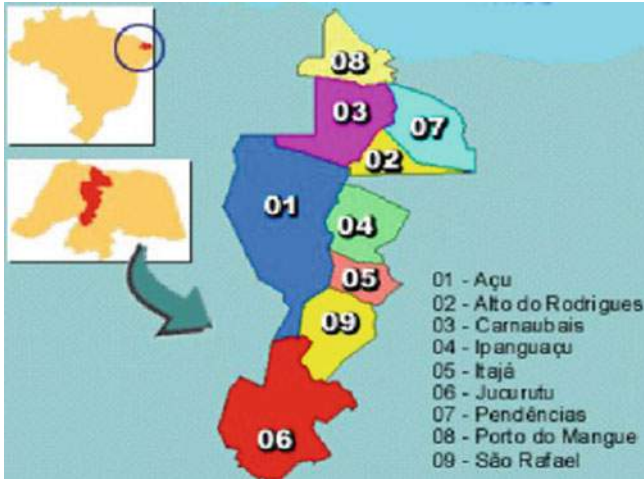 08
03
07
02
01
04
05
09
06
01 - Açu
02 - Alto do Rodrigues
03 - Carnaubais
04 - Ipanguaçu
05 - Itajá
06 - Jucurutu
07 - Pendências
08 - Porto do Mangue
09 - São Rafael